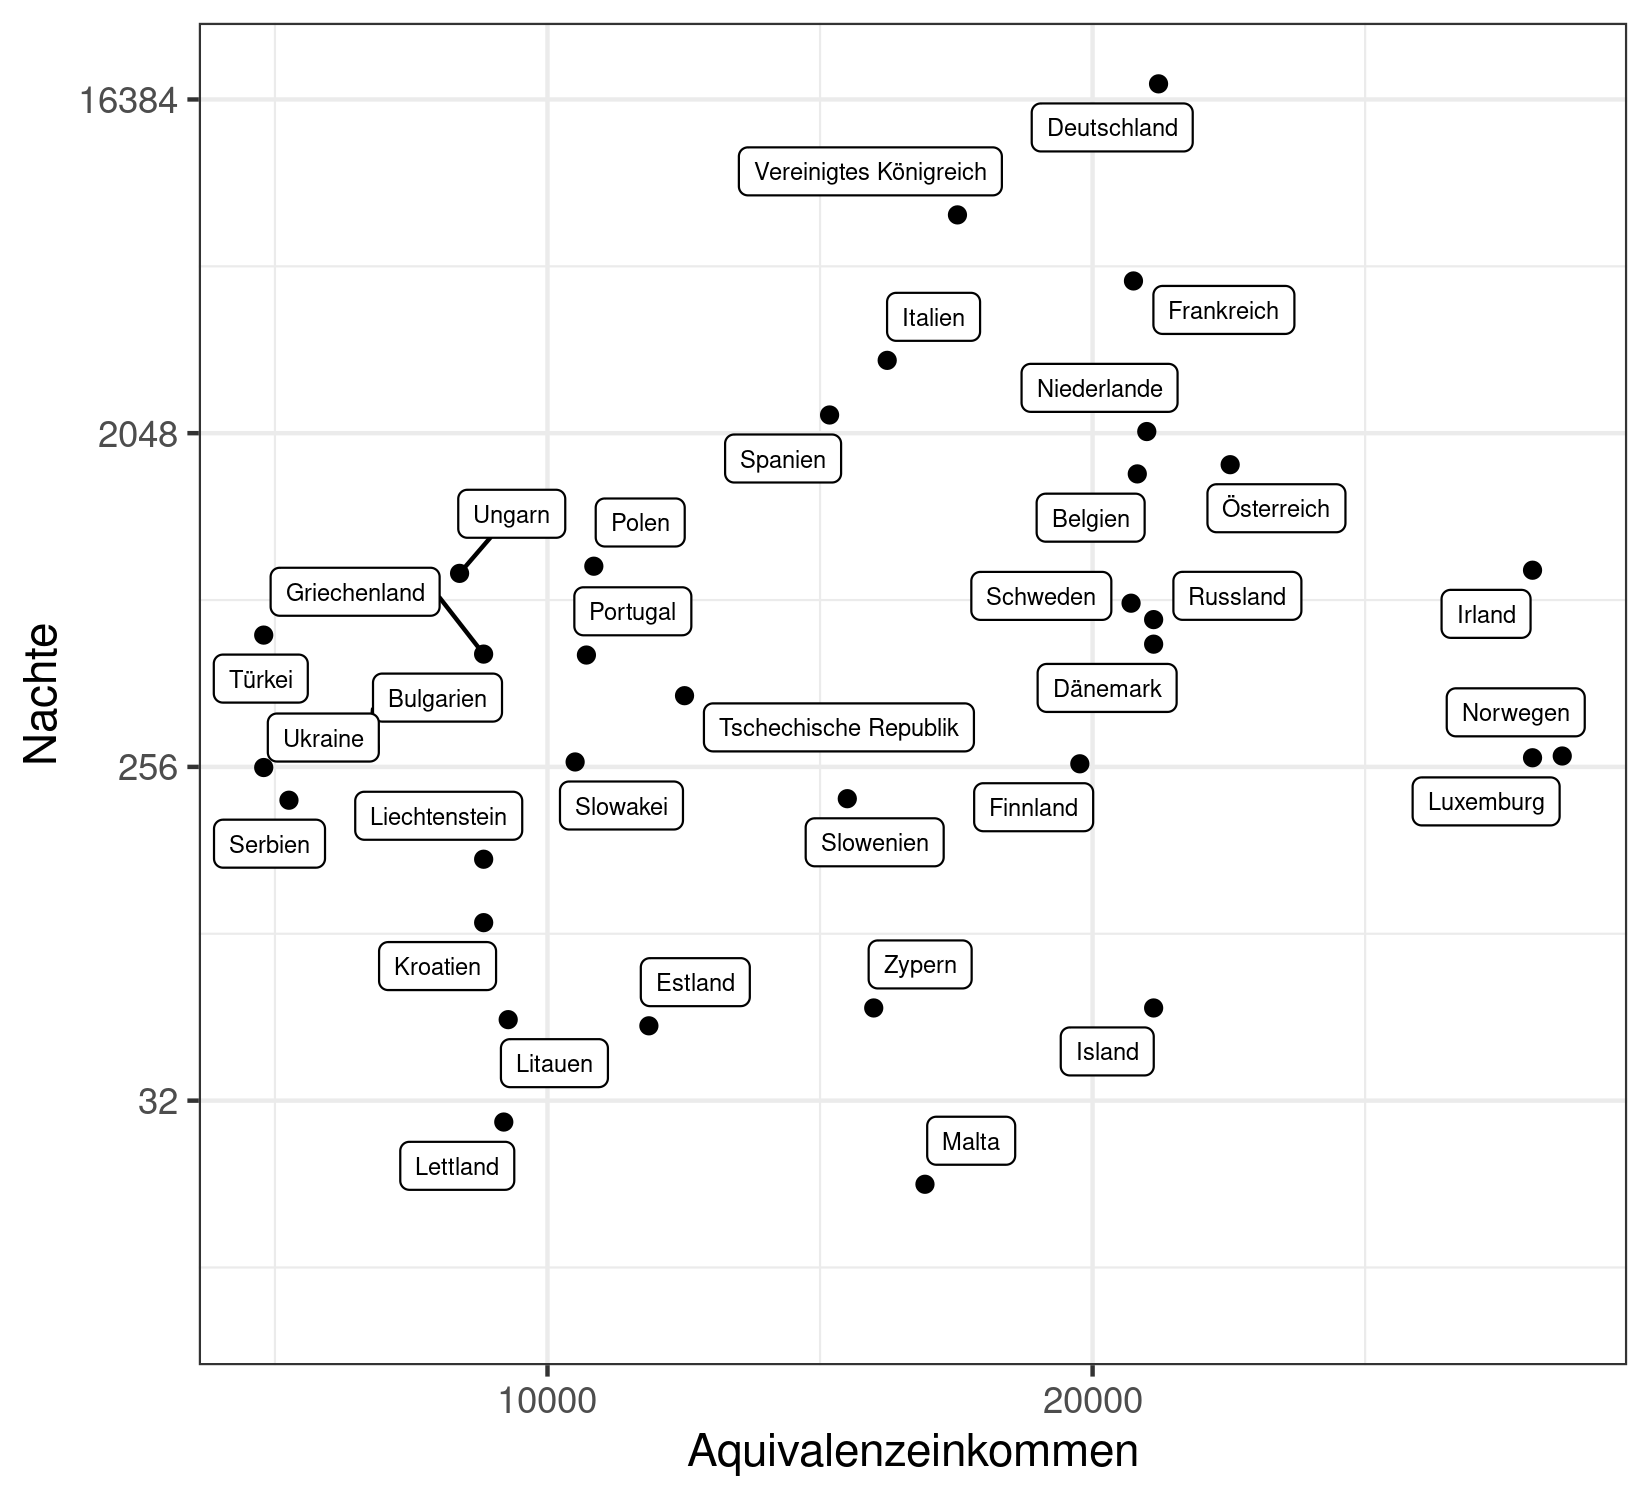 16384
Deutschland
Vereinigtes Königreich
Frankreich
Italien
Niederlande
2048
Spanien
Österreich
Ungarn
Polen
Belgien
Griechenland
Portugal
Schweden
Russland
Irland
Türkei
Bulgarien
Dänemark
Norwegen
Tschechische Republik
Ukraine
256
Liechtenstein
Slowakei
Finnland
Luxemburg
Serbien
Slowenien
Kroatien
Estland
Zypern
Litauen
Island
32
Lettland
Malta
Nachte
10000
20000
Aquivalenzeinkommen